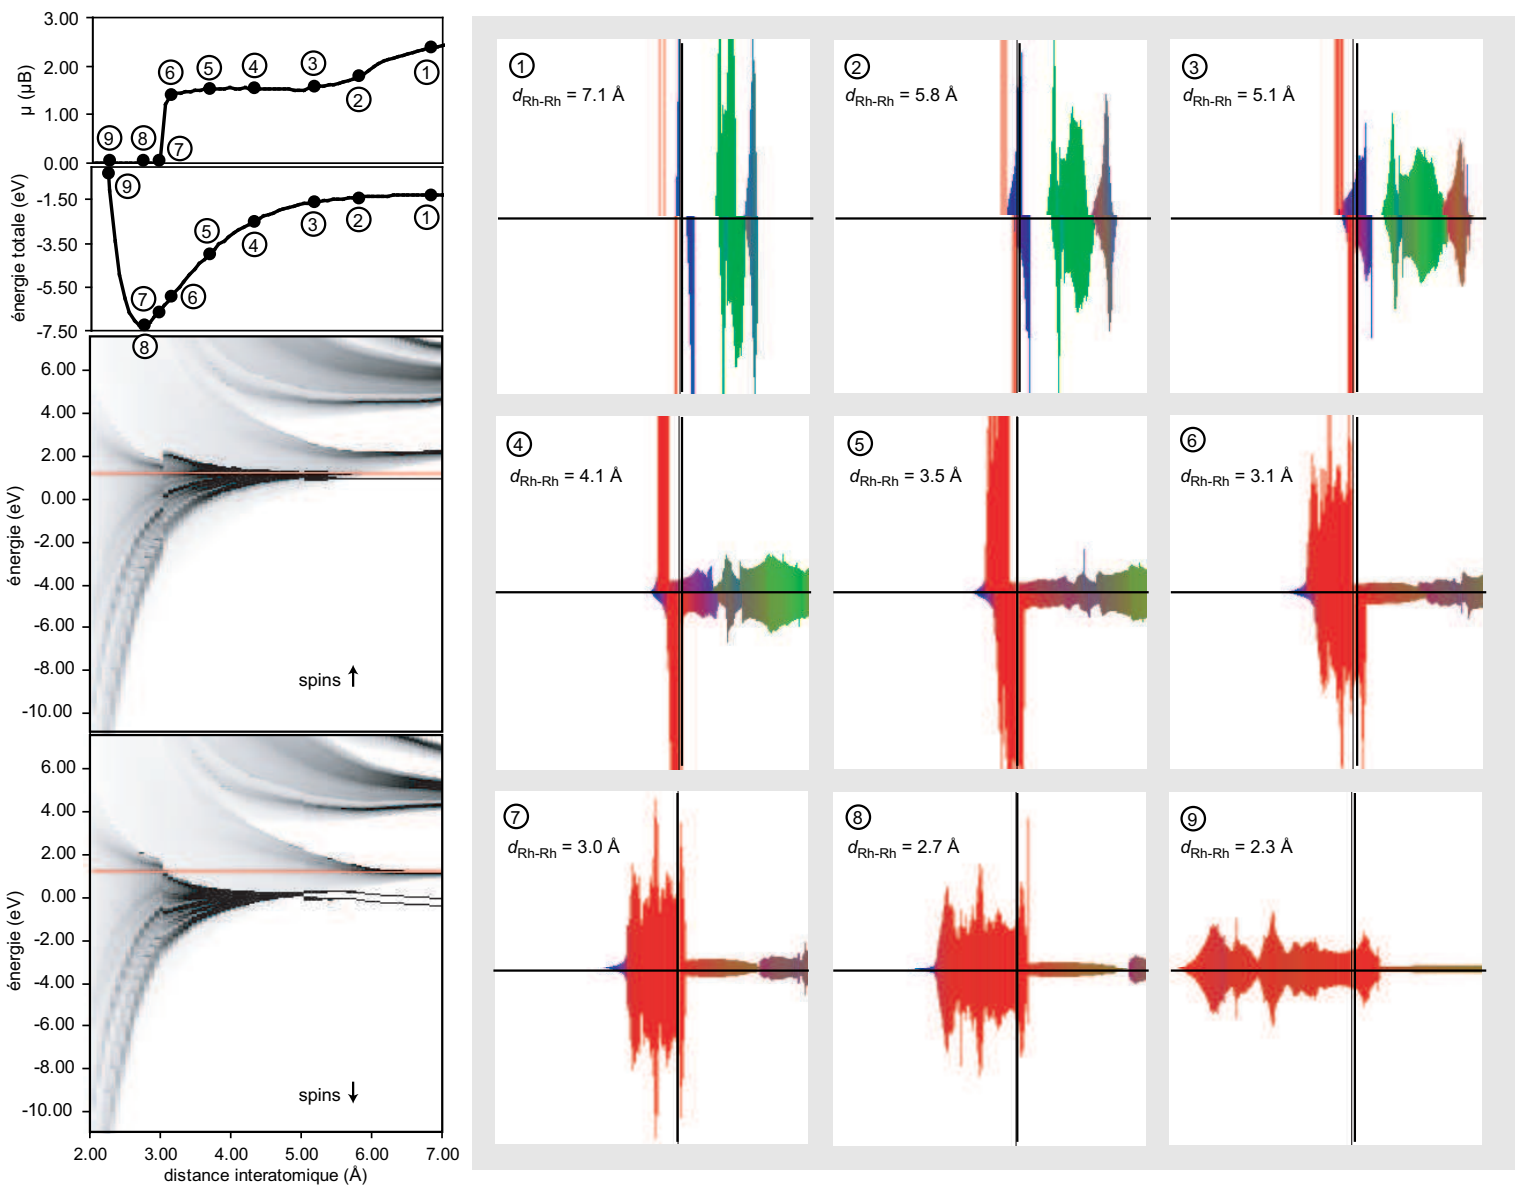 3.00
2.00
1.00
0.00
μ (μB)
① ② ③ ④ ⑤ ⑥ ⑦ ⑧ ⑨
-1.50
-3.50
-5.50
-7.50
énergie totale (eV)
① ② ③ ④ ⑤ ⑥ ⑦ ⑧ ⑨
6.00
4.00
2.00
0.00
-2.00
-4.00
-6.00
-8.00
-10.00
énergie (eV)
spins ↑
6.00
4.00
2.00
0.00
-2.00
-4.00
-6.00
-8.00
-10.00
énergie (eV)
spins ↓
2.00 3.00 4.00 5.00 6.00 7.00
distance interatomique (Å)
①
dRh-Rh = 7.1 Å
②
dRh-Rh = 5.8 Å
③
dRh-Rh = 5.1 Å
④
dRh-Rh = 4.1 Å
⑤
dRh-Rh = 3.5 Å
⑥
dRh-Rh = 3.1 Å
⑦
dRh-Rh = 3.0 Å
⑧
dRh-Rh = 2.7 Å
⑨
dRh-Rh = 2.3 Å